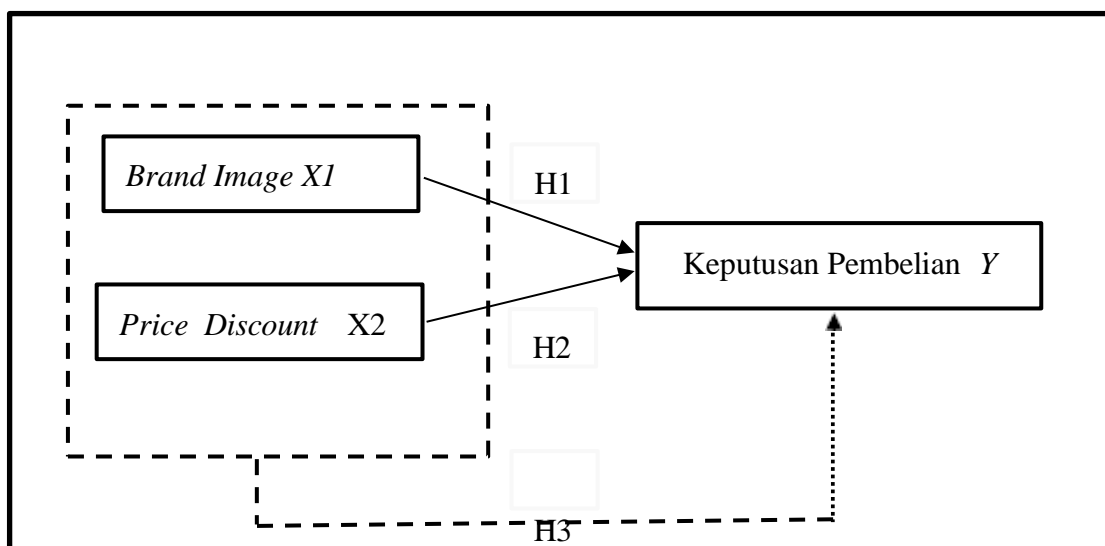 Brand Image X1
H1
Keputusan Pembelian Y
Price Discount X2
H2
H3